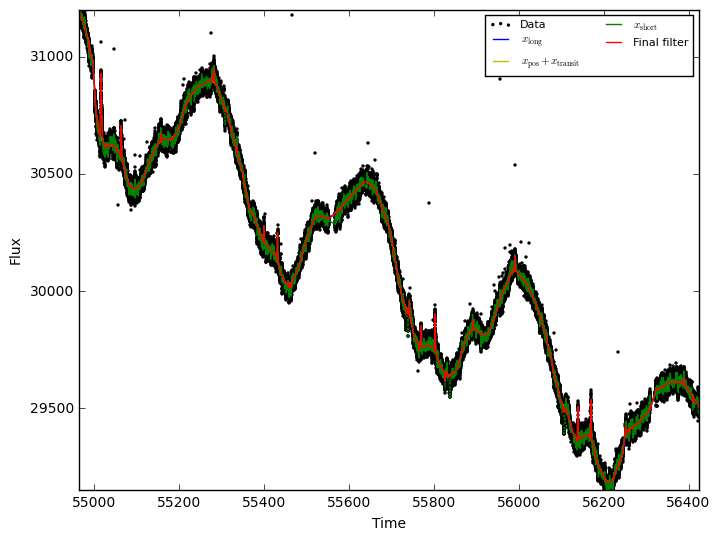 31000
30500
30000
29500
Flux
55000 55200 55400 55600 55800 56000 56200 56400
Time
Data
x_long
x_pos + x_transit
x_short
Final filter